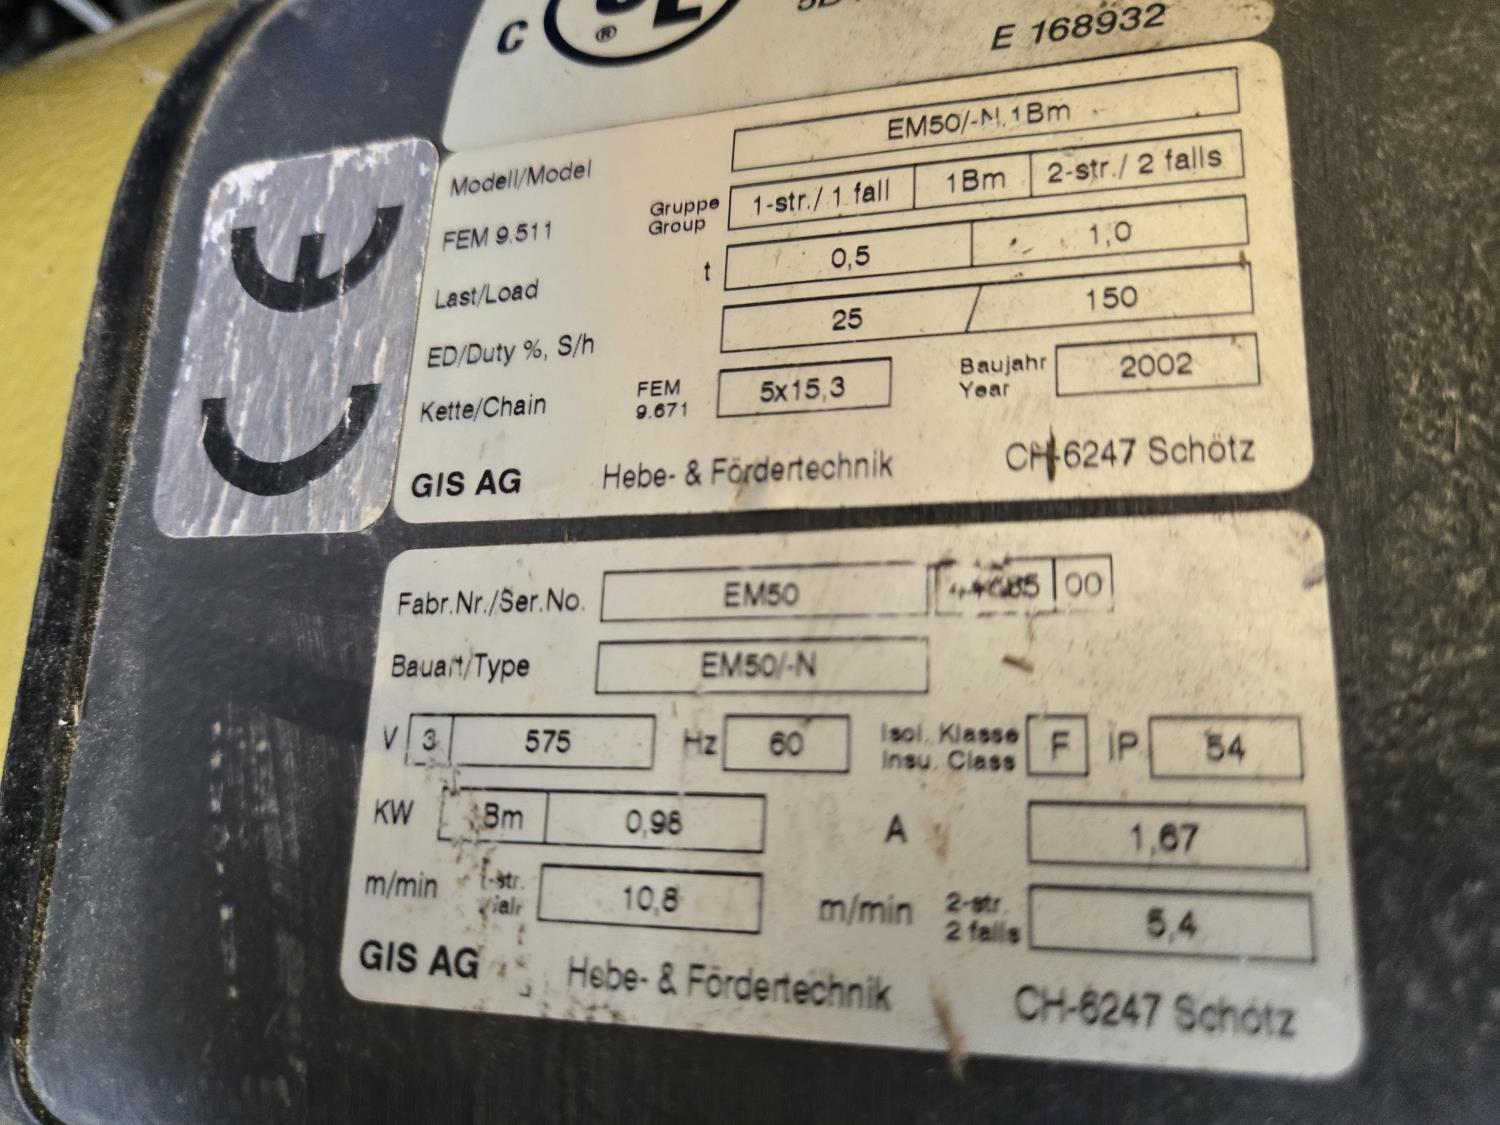 C UL ®
E 168932
Modell/Model EM50/-N.1Bm
FEM 9.511 Gruppe Group 1-str./ 1 fall 1Bm 2-str./ 2 falls
Last/Load t 0,5 1,0
ED/Duty %, S/h 25 / 150
Kette/Chain FEM 9.671 5x15,3 Baujahr Year 2002
GIS AG Hebe- & Fördertechnik CH-6247 Schötz
CE
Fabr.Nr./Ser.No. EM50 00
Bauart/Type EM50/-N
V 3 575 Hz 60 Isol. Klasse Insu. Class F IP 54
KW Bm 0,96 A 1,67
m/min 1-str. 10,8 m/min 2-str. 2 falls 5,4
GIS AG Hebe- & Fördertechnik CH-6247 Schötz